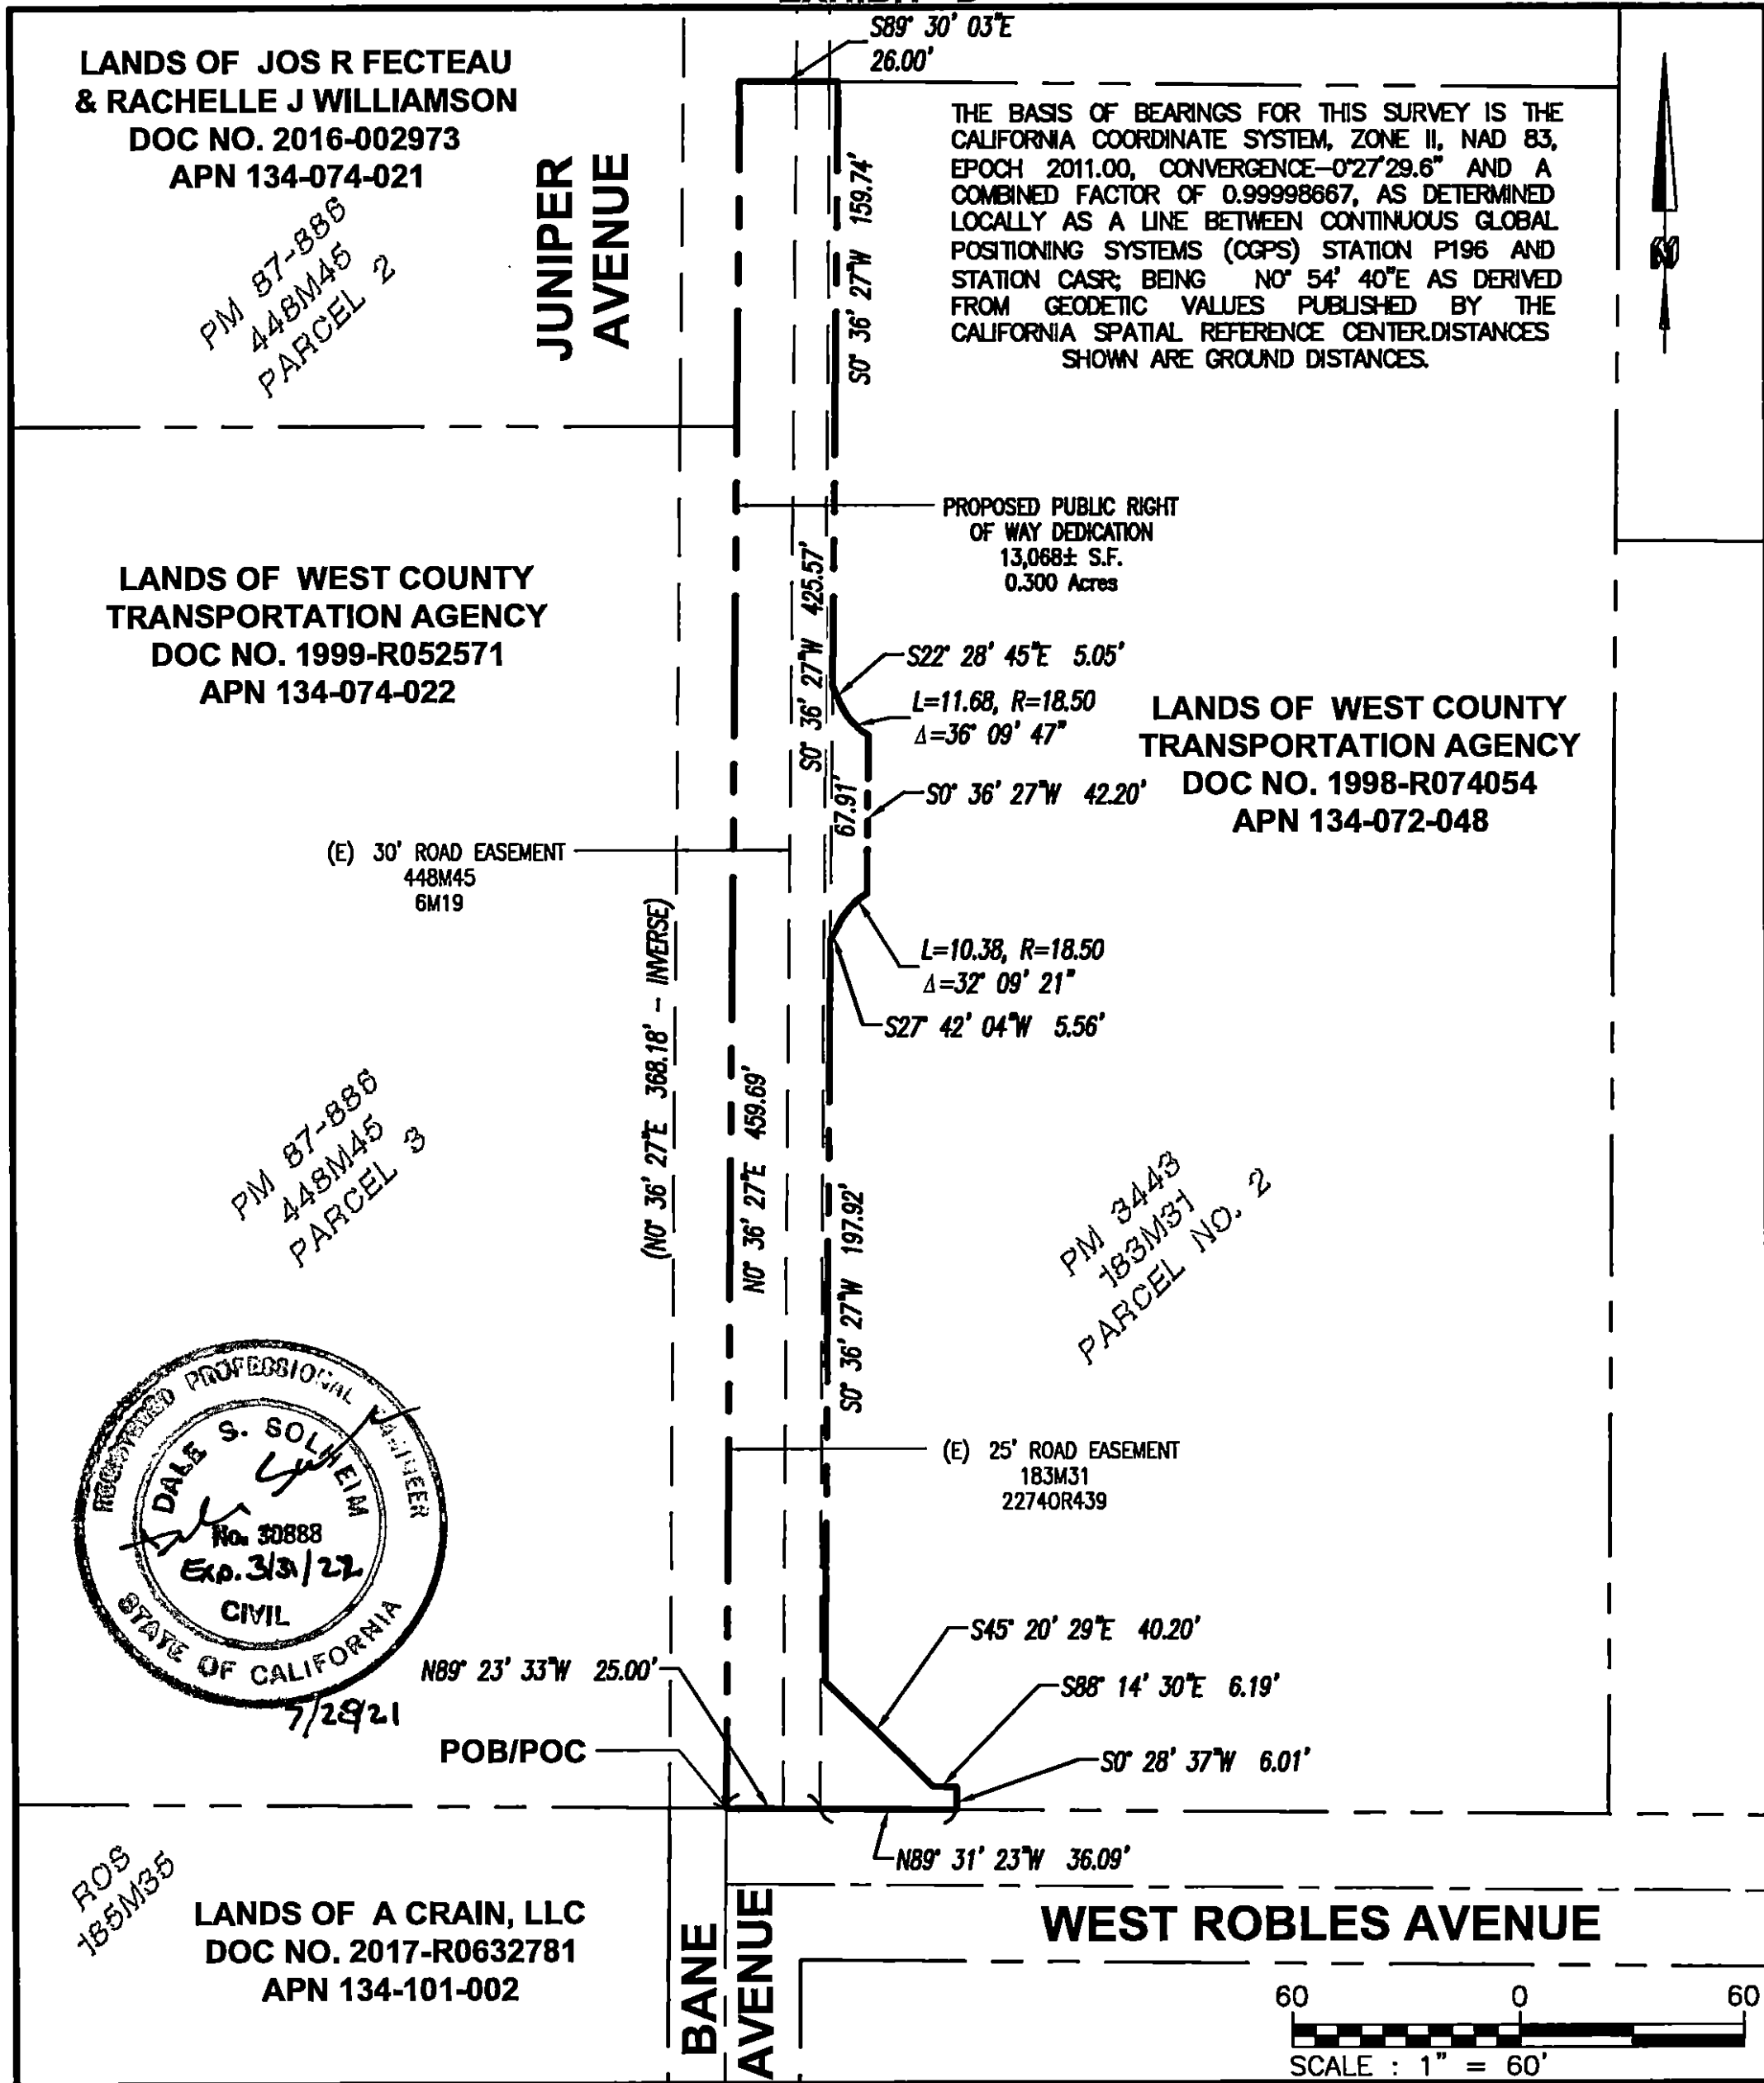 S89° 30' 03"E
26.00'
LANDS OF JOS R FECTEAU
& RACHELLE J WILLIAMSON
DOC NO. 2016-002973
APN 134-074-021
PM 87-886
448M45
PARCEL 2
JUNIPER
AVENUE
S0° 36' 27"W 159.74'
THE BASIS OF BEARINGS FOR THIS SURVEY IS THE
CALIFORNIA COORDINATE SYSTEM, ZONE II, NAD 83,
EPOCH 2011.00, CONVERGENCE-0°27'29.6" AND A
COMBINED FACTOR OF 0.99998667, AS DETERMINED
LOCALLY AS A LINE BETWEEN CONTINUOUS GLOBAL
POSITIONING SYSTEMS (CGPS) STATION P196 AND
STATION CASR; BEING N0° 54' 40"E AS DERIVED
FROM GEODETIC VALUES PUBLISHED BY THE
CALIFORNIA SPATIAL REFERENCE CENTER.DISTANCES
SHOWN ARE GROUND DISTANCES.
N
PROPOSED PUBLIC RIGHT
OF WAY DEDICATION
13,068± S.F.
0.300 Acres
LANDS OF WEST COUNTY
TRANSPORTATION AGENCY
DOC NO. 1999-R052571
APN 134-074-022
S0° 36' 27"W 425.57'
S22° 28' 45"E 5.05'
L=11.68, R=18.50
Δ=36° 09' 47"
LANDS OF WEST COUNTY
TRANSPORTATION AGENCY
DOC NO. 1998-R074054
APN 134-072-048
67.91'
S0° 36' 27"W 42.20'
(E) 30' ROAD EASEMENT
448M45
6M19
L=10.38, R=18.50
Δ=32° 09' 21"
S27° 42' 04"W 5.56'
(N0° 36' 27"E 368.18' - INVERSE)
N0° 36' 27"E 459.69'
S0° 36' 27"W 197.92'
PM 87-886
448M45
PARCEL 3
PM 3443
183M31
PARCEL NO. 2
(E) 25' ROAD EASEMENT
183M31
2274OR439
PROFESSIONAL
DALE S. SOLHEIM
No. 30888
Exp. 3/31/22
CIVIL
STATE OF CALIFORNIA
7/28/21
N89° 23' 33"W 25.00'
POB/POC
S45° 20' 29"E 40.20'
S88° 14' 30"E 6.19'
S0° 28' 37"W 6.01'
N89° 31' 23"W 36.09'
ROS
185M35
LANDS OF A CRAIN, LLC
DOC NO. 2017-R0632781
APN 134-101-002
BANE
AVENUE
WEST ROBLES AVENUE
60 0 60
SCALE : 1" = 60'